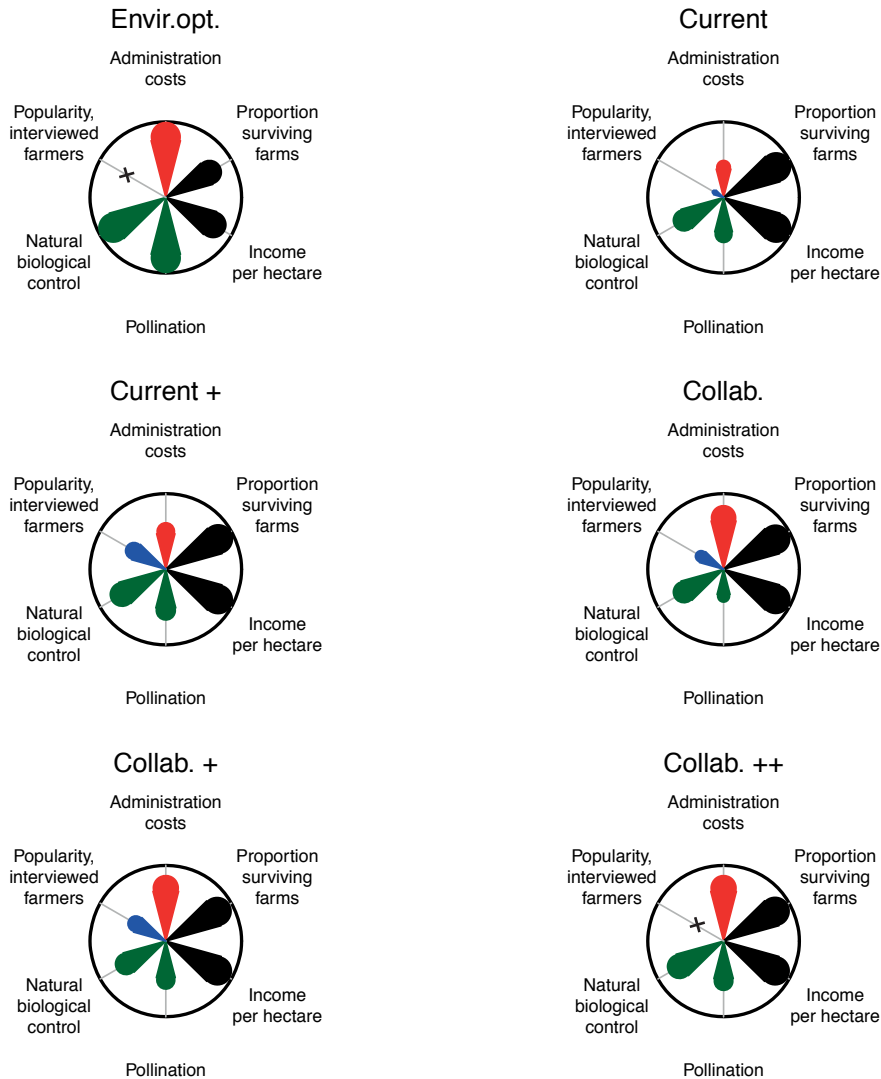 Envir.opt.
Administration
costs
Popularity,
interviewed
farmers
Proportion
surviving
farms
Natural
biological
control
Income
per hectare
Pollination
Current
Administration
costs
Popularity,
interviewed
farmers
Proportion
surviving
farms
Natural
biological
control
Income
per hectare
Pollination
Current +
Administration
costs
Popularity,
interviewed
farmers
Proportion
surviving
farms
Natural
biological
control
Income
per hectare
Pollination
Collab.
Administration
costs
Popularity,
interviewed
farmers
Proportion
surviving
farms
Natural
biological
control
Income
per hectare
Pollination
Collab. +
Administration
costs
Popularity,
interviewed
farmers
Proportion
surviving
farms
Natural
biological
control
Income
per hectare
Pollination
Collab. ++
Administration
costs
Popularity,
interviewed
farmers
Proportion
surviving
farms
Natural
biological
control
Income
per hectare
Pollination